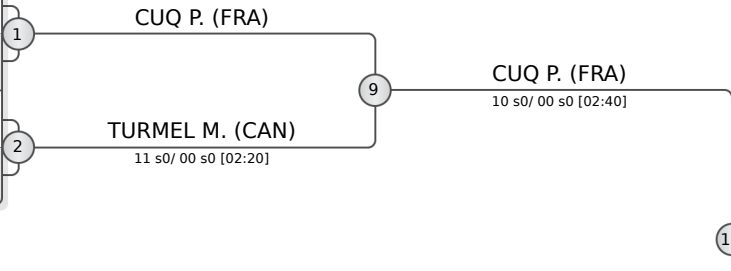 CUQ P. (FRA)
1
9
CUQ P. (FRA)
10 s0/ 00 s0 [02:40]
TURMEL M. (CAN)
2
11 s0/ 00 s0 [02:20]